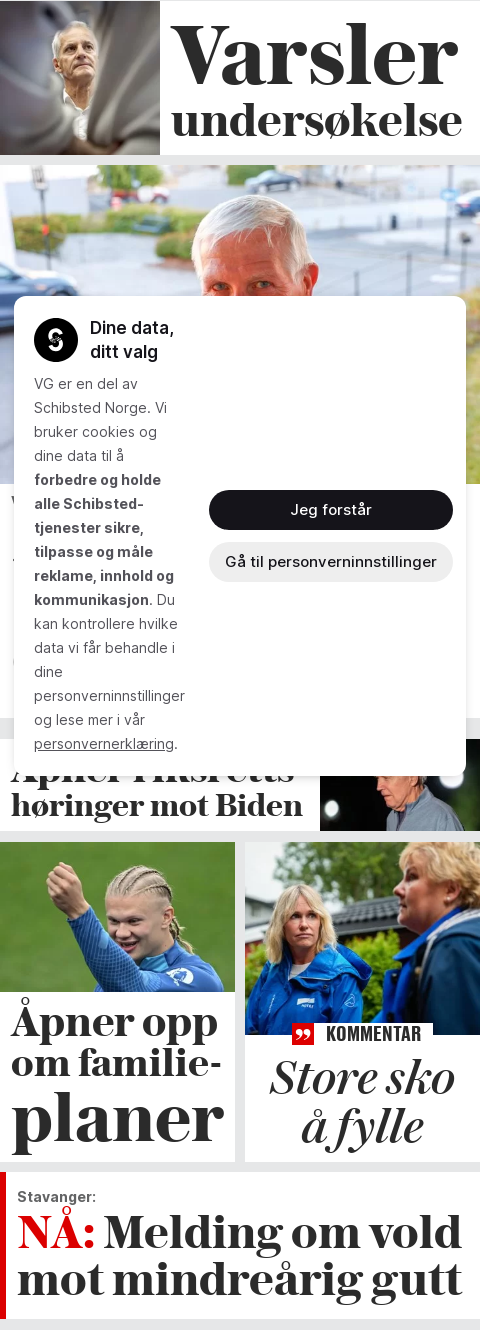 Varsler
undersøkelse
Dine data,
ditt valg
VG er en del av
Schibsted Norge. Vi
bruker cookies og
dine data til å
forbedre og holde
alle Schibsted-
tjenester sikre,
tilpasse og måle
reklame, innhold og
kommunikasjon. Du
kan kontrollere hvilke
data vi får behandle i
dine
personverninnstillinger
og lese mer i vår
personvernerklæring.
Jeg forstår
Gå til personverninnstillinger
høringer mot Biden
Åpner opp
om familie-
planer
KOMMENTAR
Store sko
å fylle
Stavanger:
NÅ: Melding om vold
mot mindreårig gutt